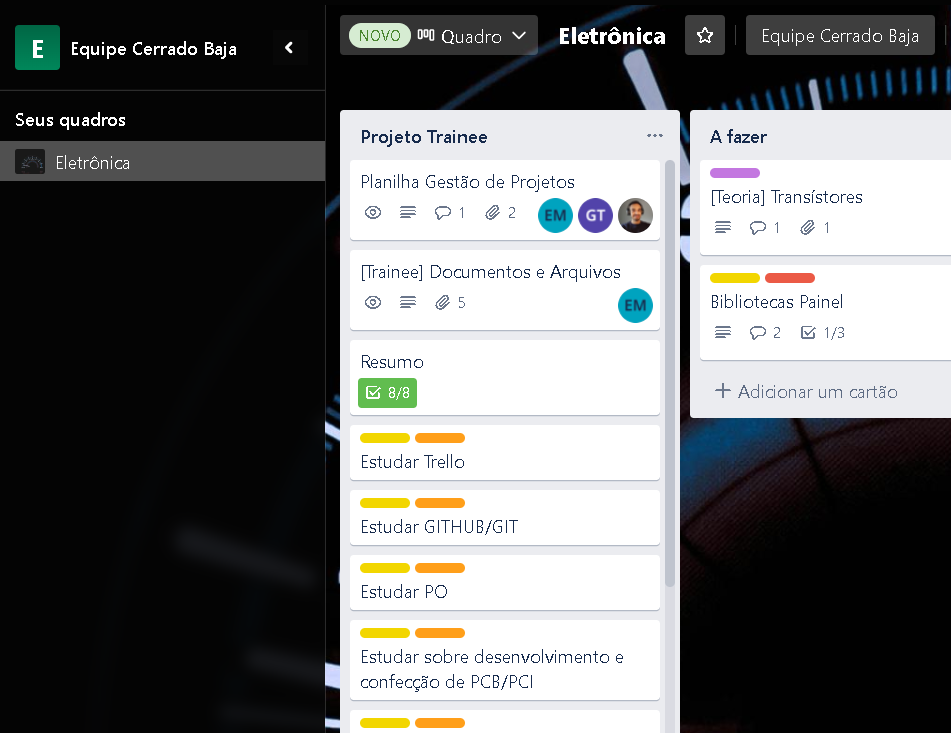 E
Equipe Cerrado Baja
Seus quadros
Eletrônica
NOVO
Quadro
Eletrônica
Equipe Cerrado Baja
Projeto Trainee
Planilha Gestão de Projetos
1
2
EM
GT
[Trainee] Documentos e Arquivos
5
EM
Resumo
8/8
Estudar Trello
Estudar GITHUB/GIT
Estudar PO
Estudar sobre desenvolvimento e
confecção de PCB/PCI
A fazer
[Teoria] Transístores
1
1
Bibliotecas Painel
2
1/3
Adicionar um cartão